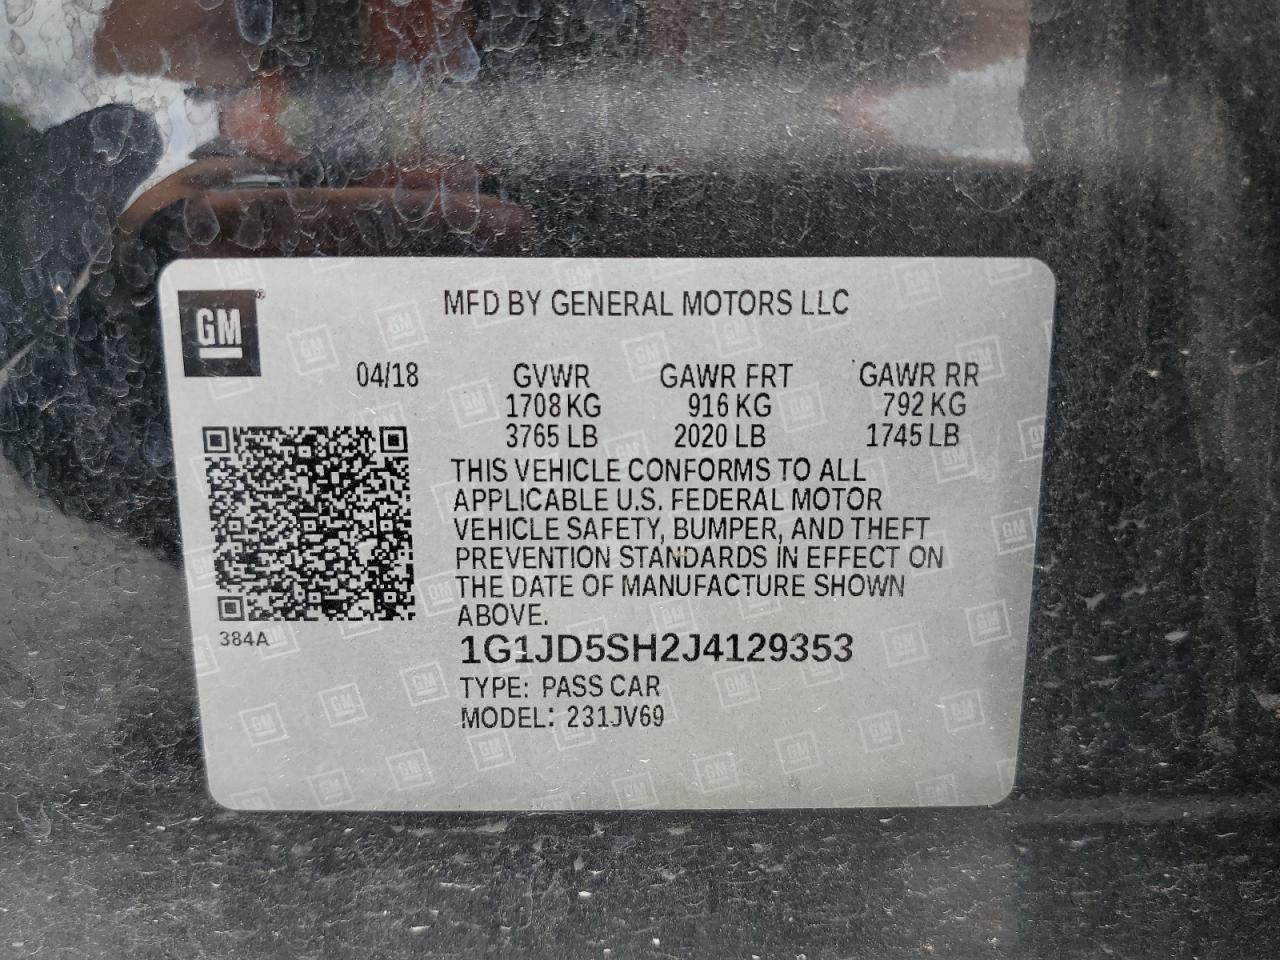 MFD BY GENERAL MOTORS LLC
GM ®
04/18 GVWR GAWR FRT GAWR RR
1708 KG 916 KG 792 KG
3765 LB 2020 LB 1745 LB
THIS VEHICLE CONFORMS TO ALL
APPLICABLE U.S. FEDERAL MOTOR
VEHICLE SAFETY, BUMPER, AND THEFT
PREVENTION STANDARDS IN EFFECT ON
THE DATE OF MANUFACTURE SHOWN
ABOVE.
384A
1G1JD5SH2J4129353
TYPE: PASS CAR
MODEL: 231JV69